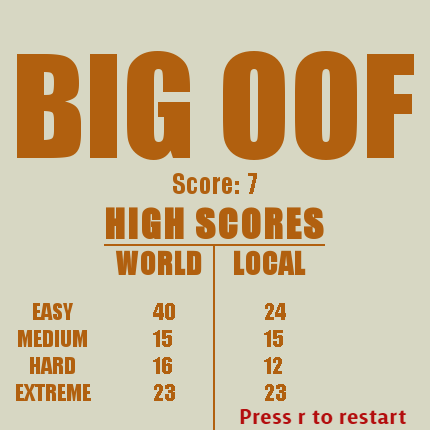 BIG OOF
Score: 7
HIGH SCORES
WORLD LOCAL
EASY 40 24
MEDIUM 15 15
HARD 16 12
EXTREME 23 23
Press r to restart